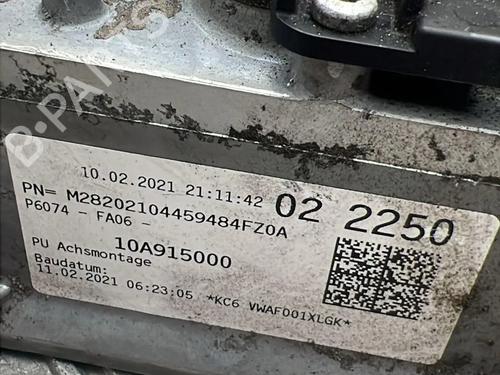 B-PARTS
10.02.2021 21:11:42
02 2250
PN= M28202104459484FZ0A
P6074 - FA06 -
PU Achsmontage 10A915000
Baudatum:
11.02.2021 06:23:05 *KC6 VWAF001XLGK*